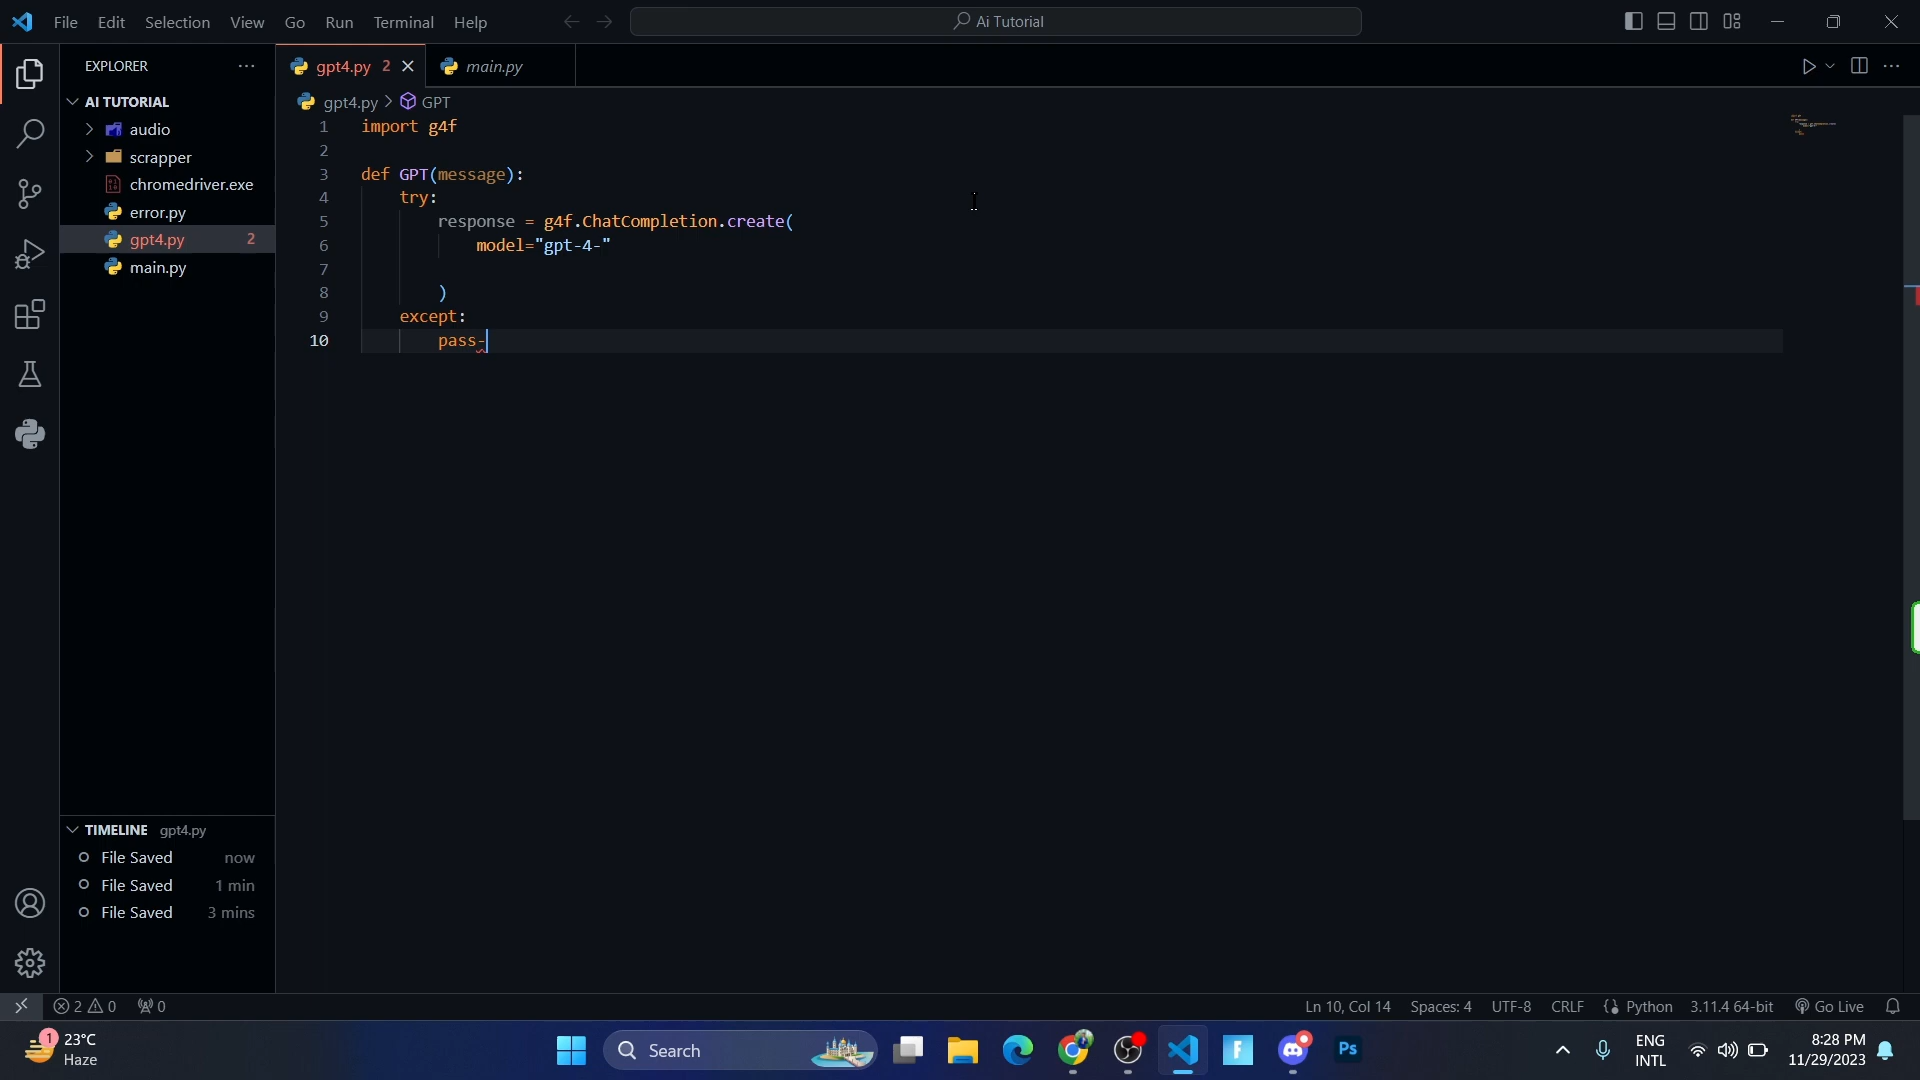 File Edit Selection View Go Run Terminal Help
Ai Tutorial
EXPLORER
gpt4.py 2
main.py
AI TUTORIAL
audio
scrapper
chromedriver.exe
error.py
gpt4.py 2
main.py
gpt4.py > GPT
1 import g4f
2
3 def GPT(message):
4 try:
5 response = g4f.ChatCompletion.create(
6 model="gpt-4-"
7
8 )
9 except:
10 pass-
TIMELINE gpt4.py
File Saved now
File Saved 1 min
File Saved 3 mins
2 0 0
Ln 10, Col 14 Spaces: 4 UTF-8 CRLF Python 3.11.4 64-bit Go Live
1 23°C
Haze
Search
Ps
ENG
INTL
8:28 PM
11/29/2023